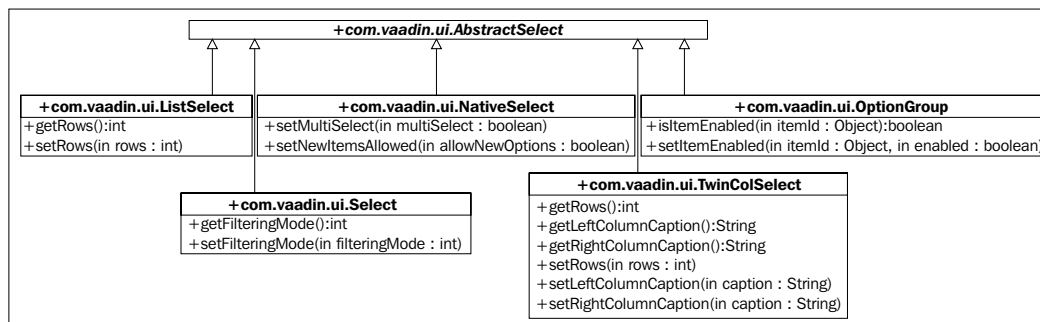 +com.vaadin.ui.AbstractSelect
+com.vaadin.ui.ListSelect
+getRows():int
+setRows(in rows : int)
+com.vaadin.ui.NativeSelect
+setMultiSelect(in multiSelect : boolean)
+setNewItemsAllowed(in allowNewOptions : boolean)
+com.vaadin.ui.OptionGroup
+isItemEnabled(in itemId : Object):boolean
+setItemEnabled(in itemId : Object, in enabled : boolean)
+com.vaadin.ui.Select
+getFilteringMode():int
+setFilteringMode(in filteringMode : int)
+com.vaadin.ui.TwinColSelect
+getRows():int
+getLeftColumnCaption():String
+getRightColumnCaption():String
+setRows(in rows : int)
+setLeftColumnCaption(in caption : String)
+setRightColumnCaption(in caption : String)